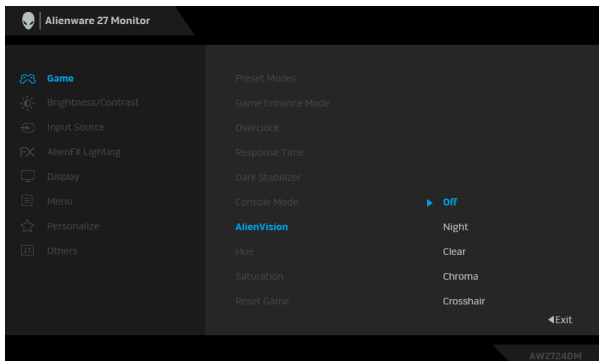 Alienware 27 Monitor
Game
Brightness/Contrast
Input Source
AlienFX Lighting
Display
Menu
Personalize
Others
Preset Modes
Game Enhance Mode
Overclock
Response Time
Dark Stabilizer
Console Mode
AlienVision
Hue
Saturation
Reset Game
Off
Night
Clear
Chroma
Crosshair
Exit
AW2724DM